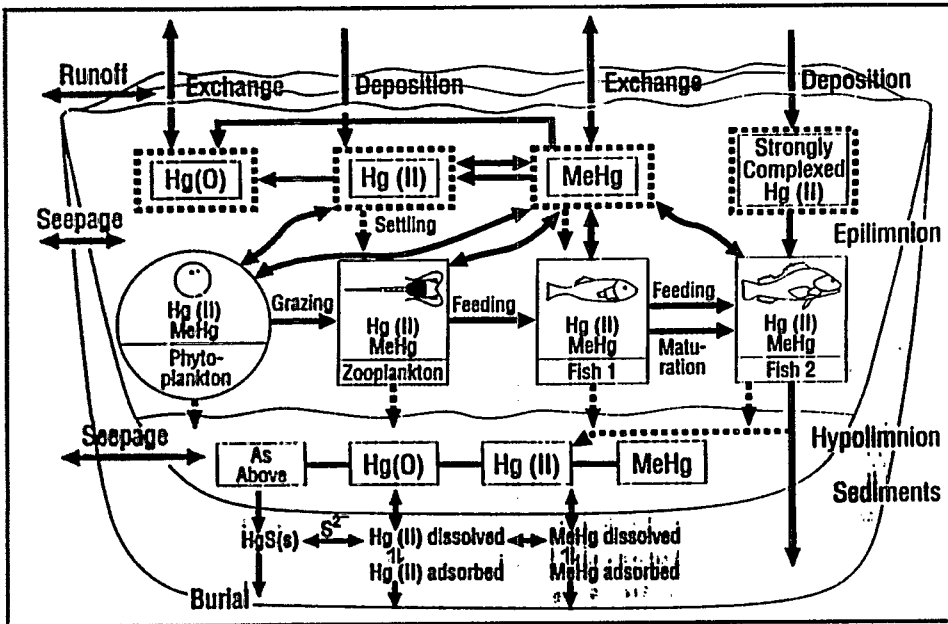 Runoff
Exchange
Deposition
Exchange
Deposition
Hg(O)
Hg (II)
MeHg
Strongly
Complexed
Hg (II)
Seepage
Settling
Epilimnion
Hg (II)
MeHg
Phyto-
plankton
Grazing
Hg (II)
MeHg
Zooplankton
Feeding
Hg (II)
MeHg
Fish 1
Feeding
Matu-
ration
Hg (II)
MeHg
Fish 2
Seepage
As
Above
Hg(O)
Hg (II)
MeHg
Hypolimnion
Sediments
HgS(s)
S²⁻
Hg (II) dissolved
MeHg dissolved
Hg (II) adsorbed
MeHg adsorbed
Burial